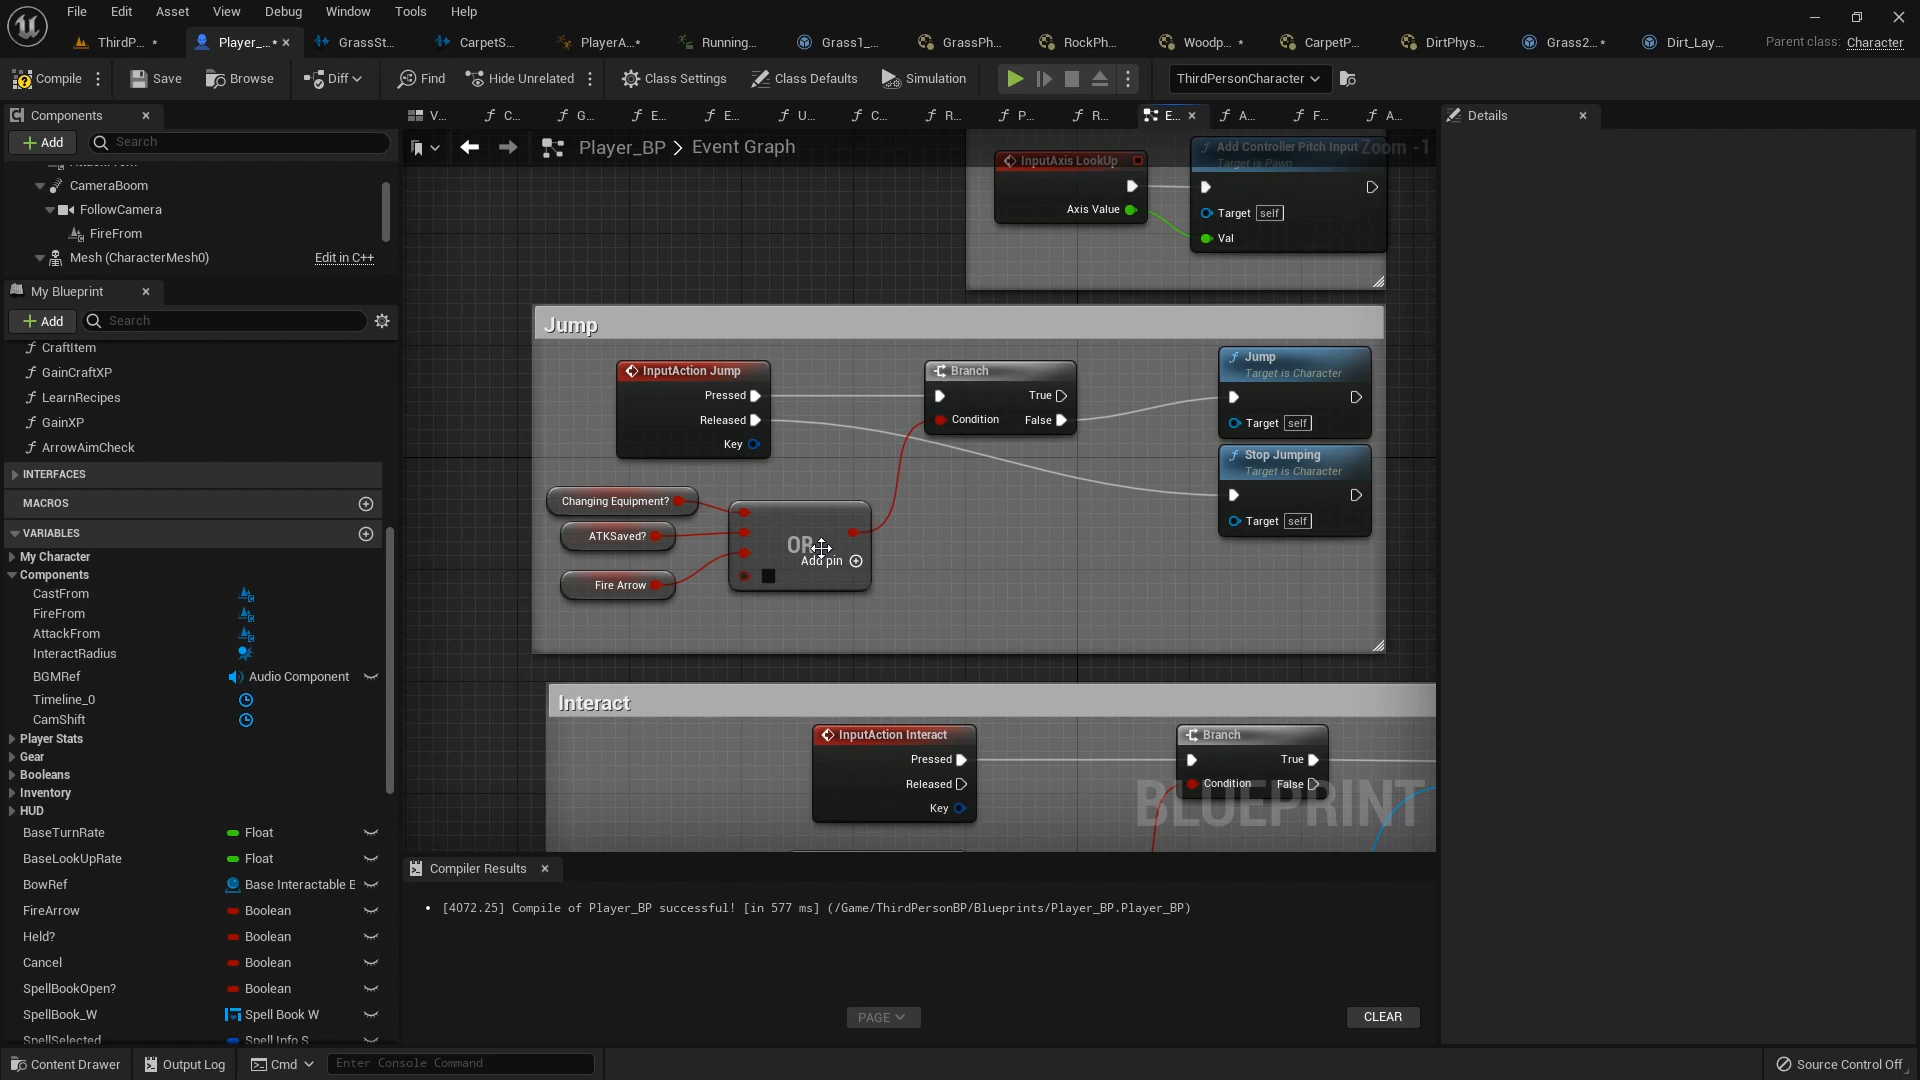 File Edit Asset View Debug Window Tools Help
ThirdP... * Player_...* GrassSt... CarpetS... PlayerA...* Running... Grass1_... GrassPh... RockPh... Woodp... * CarpetP... DirtPhys... Grass2...* Dirt_Lay... Parent class: Character
Compile Save Browse Diff Find Hide Unrelated Class Settings Class Defaults Simulation ThirdPersonCharacter
Components
Add Search
CameraBoom
FollowCamera
FireFrom
Mesh (CharacterMesh0) Edit in C++
My Blueprint
Add Search
CraftItem
GainCraftXP
LearnRecipes
GainXP
ArrowAimCheck
INTERFACES
MACROS
VARIABLES
My Character
Components
CastFrom
FireFrom
AttackFrom
InteractRadius
BGMRef Audio Component
Timeline_0
CamShift
Player Stats
Gear
Booleans
Inventory
HUD
BaseTurnRate Float
BaseLookUpRate Float
BowRef Base Interactable B
FireArrow Boolean
Held? Boolean
Cancel Boolean
SpellBookOpen? Boolean
SpellBook_W Spell Book W
SpellSelected Spell Info S
V... C... G... E... E... U... C... R... P... R... E... A... F... A...
Player_BP > Event Graph
Zoom -1
InputAxis LookUp
Axis Value
Add Controller Pitch Input
Target is Pawn
Target self
Val
Jump
InputAction Jump
Pressed
Released
Key
Branch
True
Condition False
Jump
Target is Character
Target self
Stop Jumping
Target is Character
Target self
Changing Equipment?
ATKSaved?
Fire Arrow
OR
Add pin
Interact
InputAction Interact
Pressed
Released
Key
Branch
True
Condition False
BLUEPRINT
Compiler Results
[4072.25] Compile of Player_BP successful! [in 577 ms] (/Game/ThirdPersonBP/Blueprints/Player_BP.Player_BP)
PAGE CLEAR
Details
Content Drawer Output Log Cmd Enter Console Command Source Control Off